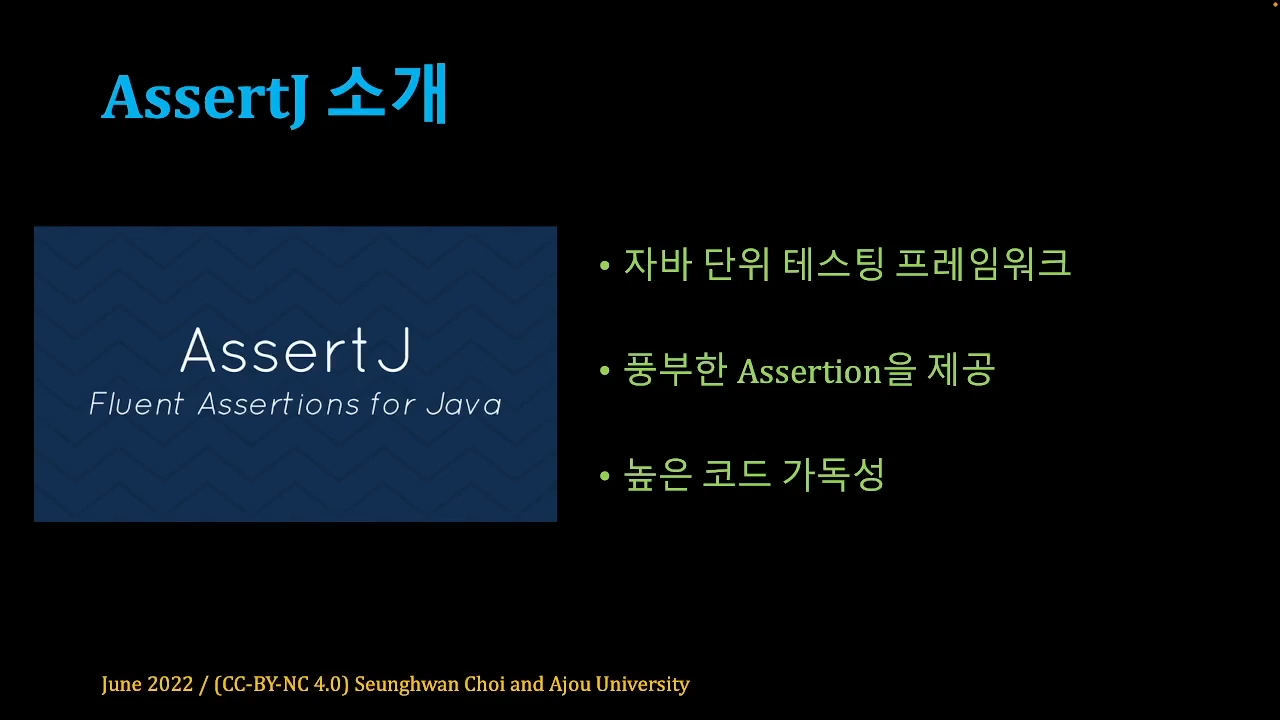 AssertJ 소개
AssertJ
Fluent Assertions for Java
• 자바 단위 테스팅 프레임워크
• 풍부한 Assertion을 제공
• 높은 코드 가독성
June 2022 / (CC-BY-NC 4.0) Seunghwan Choi and Ajou University